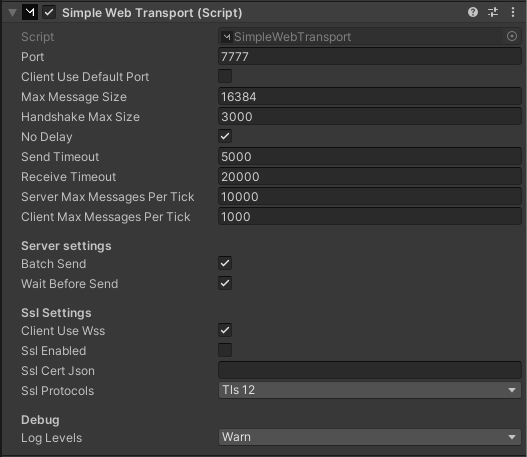 Simple Web Transport (Script)
Script SimpleWebTransport
Port 7777
Client Use Default Port
Max Message Size 16384
Handshake Max Size 3000
No Delay
Send Timeout 5000
Receive Timeout 20000
Server Max Messages Per Tick 10000
Client Max Messages Per Tick 1000
Server settings
Batch Send
Wait Before Send
Ssl Settings
Client Use Wss
Ssl Enabled
Ssl Cert Json
Ssl Protocols Tls 12
Debug
Log Levels Warn